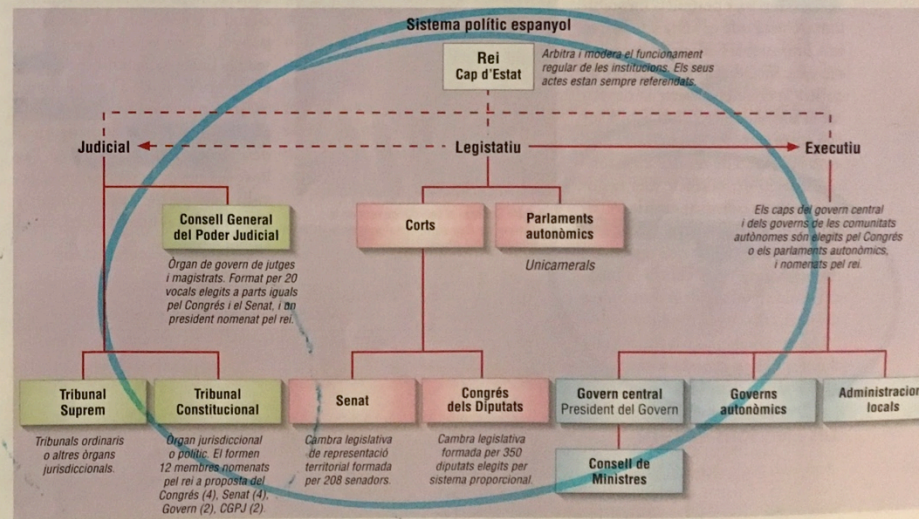 Sistema polític espanyol
Rei
Cap d'Estat
Arbitra i modera el funcionament
regular de les institucions. Els seus
actes estan sempre referendats.
Judicial
Legistatiu
Executiu
Consell General
del Poder Judicial
Òrgan de govern de jutges
i magistrats. Format per 20
vocals elegits a parts iguals
pel Congrés i el Senat, i un
president nomenat pel rei.
Corts
Parlaments
autonòmics
Unicamerals
Els caps del govern central
i dels governs de les comunitats
autònomes són elegits pel Congrés
o els parlaments autonòmics,
i nomenats pel rei.
Tribunal
Suprem
Tribunals ordinaris
o altres òrgans
jurisdiccionals.
Tribunal
Constitucional
Òrgan jurisdiccional
o polític. El formen
12 membres nomenats
pel rei a proposta del
Congrés (4), Senat (4),
Govern (2), CGPJ (2).
Senat
Cambra legislativa
de representació
territorial formada
per 208 senadors.
Congrés
dels Diputats
Cambra legislativa
formada per 350
diputats elegits per
sistema proporcional.
Govern central
President del Govern
Consell de
Ministres
Governs
autonòmics
Administracion
locals